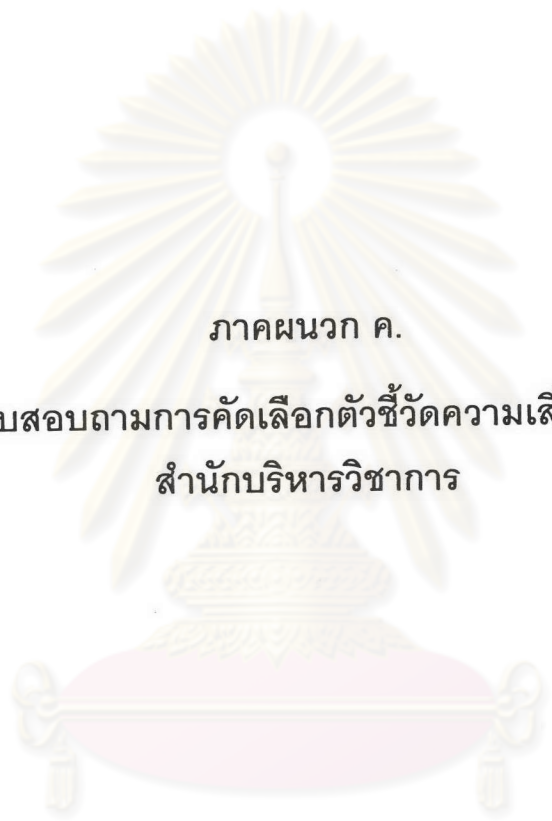 ภาคผนวก ค.
บสอบถามการคัดเลือกตัวชี้วัดความเสี
สำนักบริหารวิชาการ